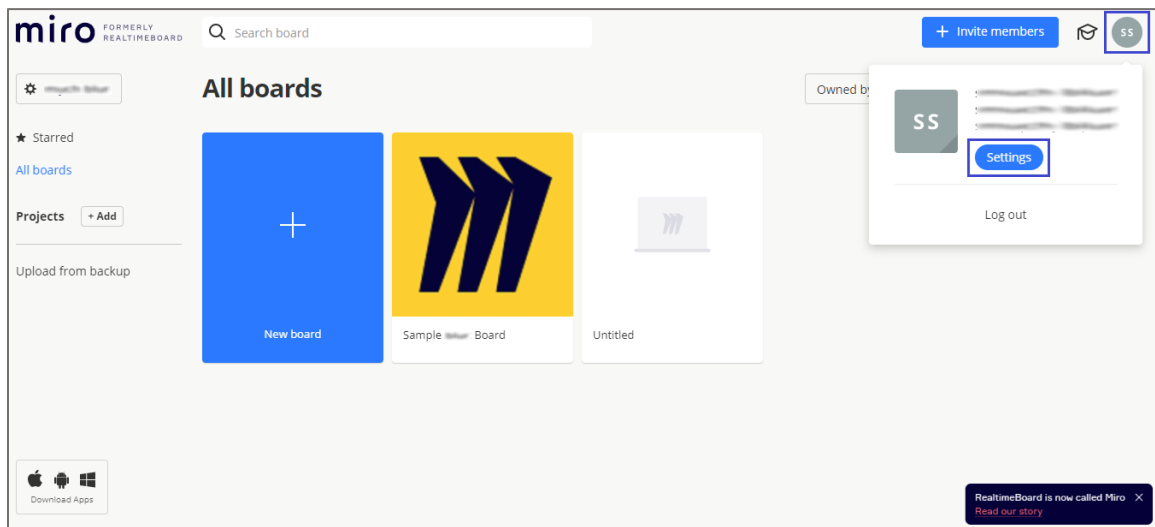 miro FORMERLY
REALTIMEBOARD
Search board
+ Invite members
SS
All boards
Owned by
SS
Settings
Log out
Starred
All boards
Projects
+ Add
Upload from backup
New board
Sample Board
Untitled
Download Apps
RealtimeBoard is now called Miro
Read our story